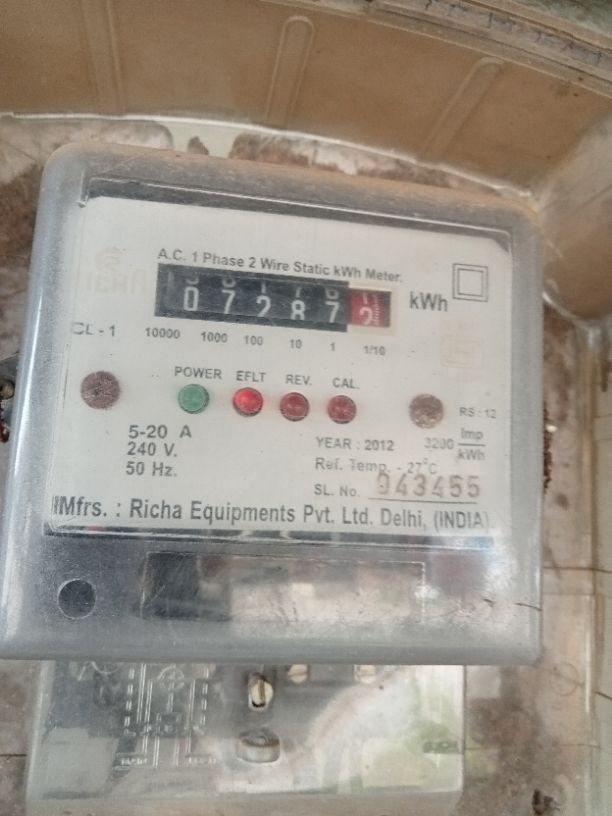 A.C. 1 Phase 2 Wire Static kWh Meter.
07287 2 kWh
CL - 1 10000 1000 100 10 1 1/10
POWER EFLT REV. CAL.
RS : 12
5-20 A
240 V.
50 Hz.
YEAR : 2012 3200 Imp/kWh
Ref. Temp. - 27°C
SL. No. 943455
Mfrs. : Richa Equipments Pvt. Ltd. Delhi, (INDIA)